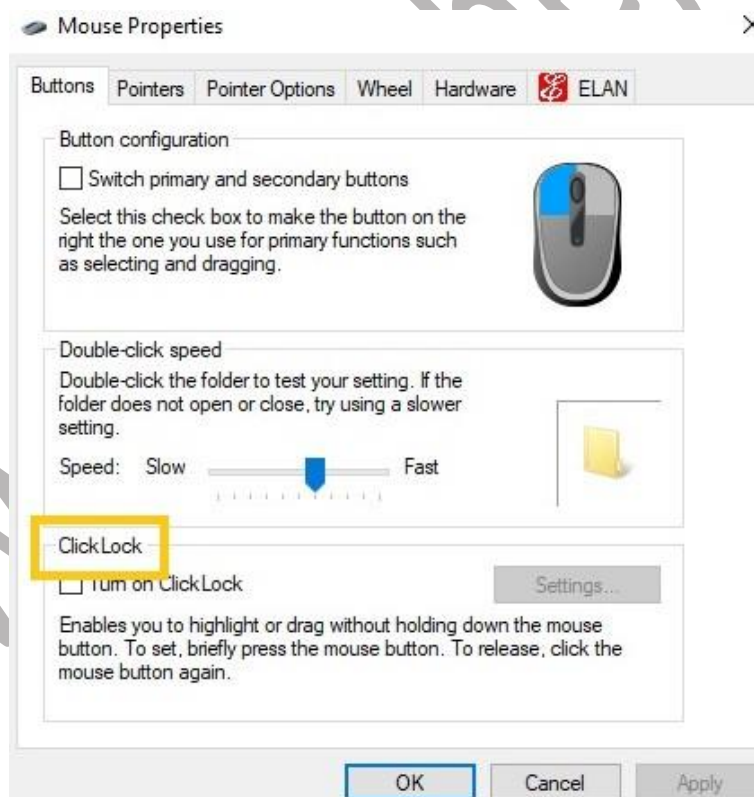 Mouse Properties
Buttons Pointers Pointer Options Wheel Hardware ELAN
Button configuration
Switch primary and secondary buttons
Select this check box to make the button on the
right the one you use for primary functions such
as selecting and dragging.
Double-click speed
Double-click the folder to test your setting. If the
folder does not open or close, try using a slower
setting.
Speed: Slow Fast
ClickLock
Turn on ClickLock Settings...
Enables you to highlight or drag without holding down the mouse
button. To set, briefly press the mouse button. To release, click the
mouse button again.
OK Cancel Apply